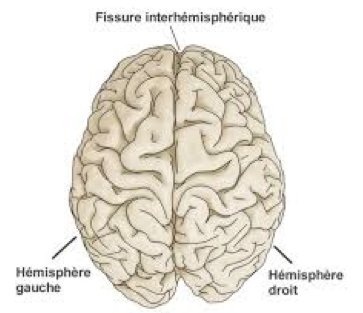 Fissure interhémisphérique
Hémisphère
gauche
Hémisphère
droit